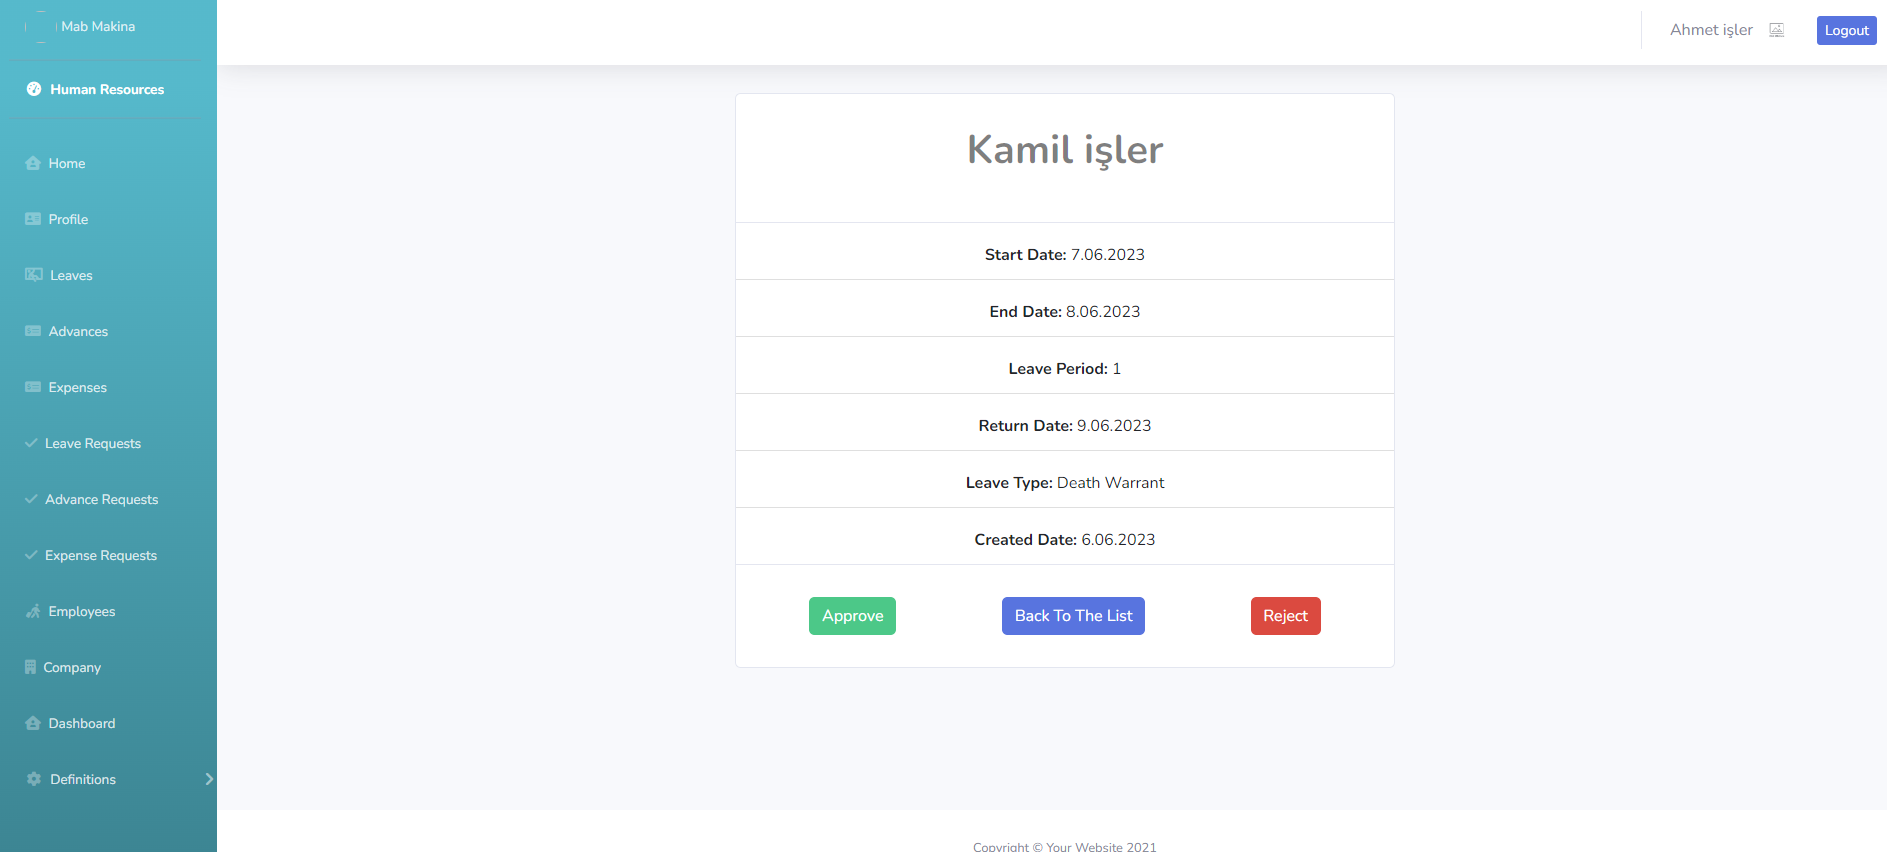 Mab Makina
Human Resources
Home
Profile
Leaves
Advances
Expenses
Leave Requests
Advance Requests
Expense Requests
Employees
Company
Dashboard
Definitions
Ahmet işler
Logout
Kamil işler
Start Date: 7.06.2023
End Date: 8.06.2023
Leave Period: 1
Return Date: 9.06.2023
Leave Type: Death Warrant
Created Date: 6.06.2023
Approve
Back To The List
Reject
Copyright © Your Website 2021